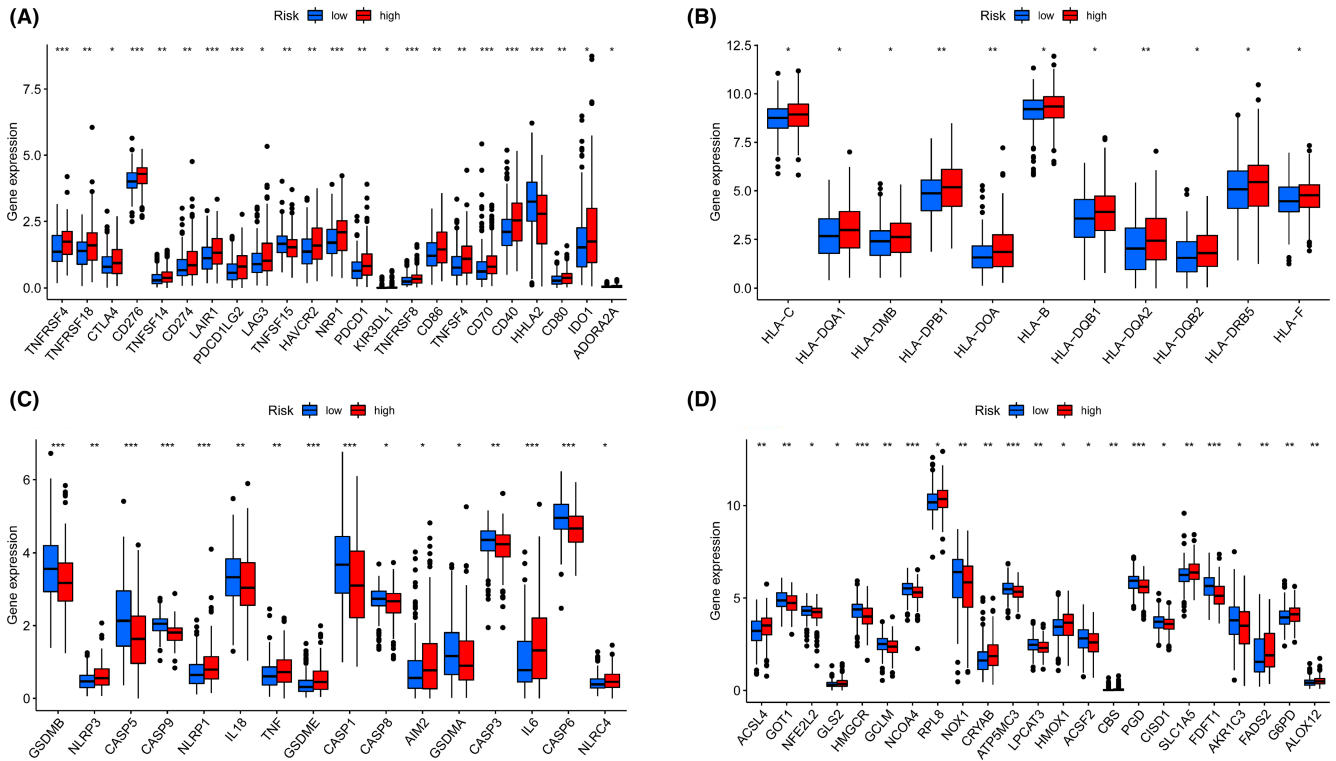 (A)
Risk low high
*** ** * *** ** ** *** *** * ** ** *** ** * *** ** ** *** *** *** ** * *
Gene expression
7.5
5.0
2.5
0.0
TNFRSF4 TNFRSF18 CTLA4 CD276 TNFSF14 CD274 LAIR1 PDCD1LG2 LAG3 TNFSF15 HAVCR2 NRP1 PDCD1 KIR3DL1 TNFRSF8 CD86 TNFSF4 CD70 CD40 HHLA2 CD80 IDO1 ADORA2A
(B)
Risk low high
* * * ** ** * * ** * * *
Gene expression
12.5
10.0
7.5
5.0
2.5
0.0
HLA−C HLA−DQA1 HLA−DMB HLA−DPB1 HLA−DOA HLA−B HLA−DQB1 HLA−DQA2 HLA−DQB2 HLA−DRB5 HLA−F
(C)
Risk low high
*** ** *** *** *** ** ** *** *** * * * ** *** *** *
Gene expression
6
4
2
0
GSDMB NLRP3 CASP5 CASP9 NLRP1 IL18 TNF GSDME CASP1 CASP8 AIM2 GSDMA CASP3 IL6 CASP6 NLRC4
(D)
Risk low high
** ** * * *** ** *** * ** ** *** ** * * ** *** * ** *** * ** ** **
Gene expression
10
5
0
ACSL4 GOT1 NFE2L2 GLS2 HMGCR GCLM NCOA4 RPL8 NOX1 CRYAB ATP5MC3 LPCAT3 HMOX1 ACSF2 CBS PGD CISD1 SLC1A5 FDFT1 AKR1C3 FADS2 G6PD ALOX12